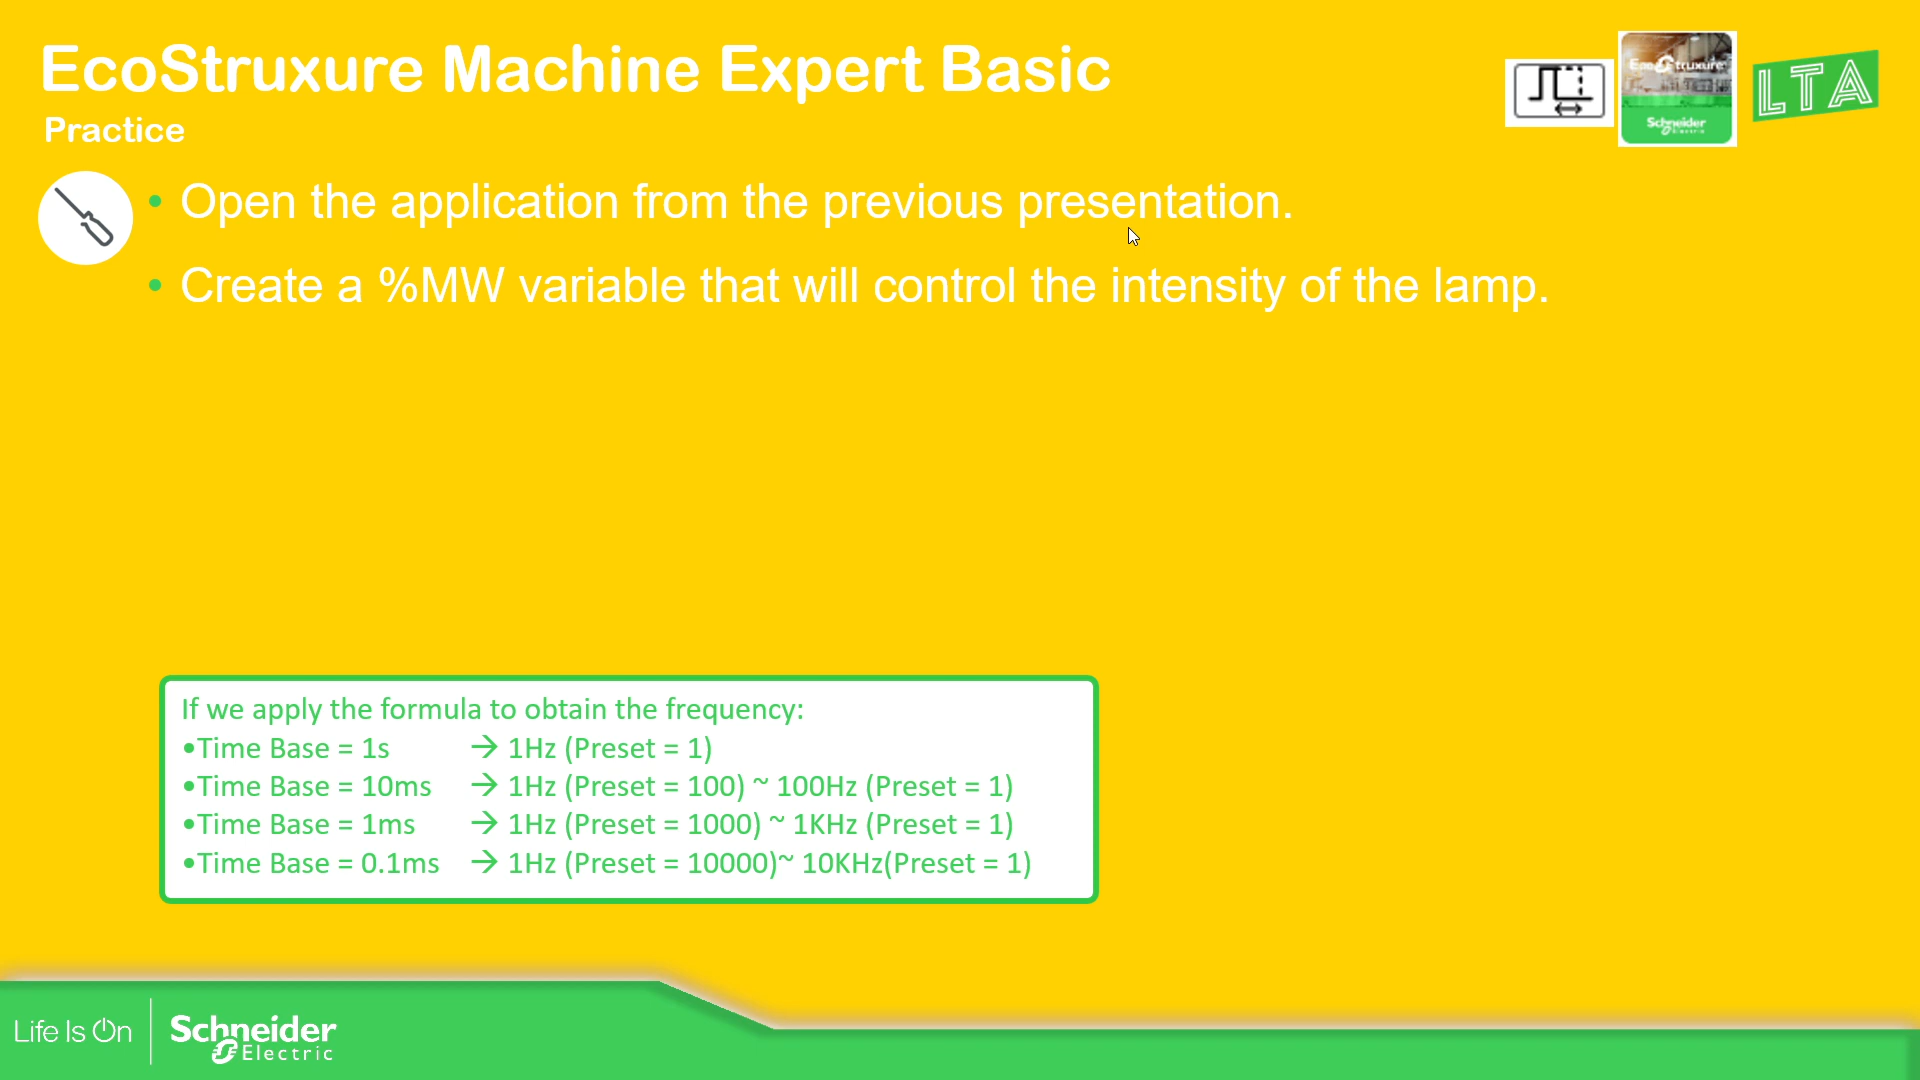 EcoStruxure Machine Expert Basic
Practice
EcoStruxure
Schneider
Electric
LTA
• Open the application from the previous presentation.
• Create a %MW variable that will control the intensity of the lamp.
If we apply the formula to obtain the frequency:
•Time Base = 1s → 1Hz (Preset = 1)
•Time Base = 10ms → 1Hz (Preset = 100) ~ 100Hz (Preset = 1)
•Time Base = 1ms → 1Hz (Preset = 1000) ~ 1KHz (Preset = 1)
•Time Base = 0.1ms → 1Hz (Preset = 10000)~ 10KHz(Preset = 1)
Life Is On
Schneider
Electric